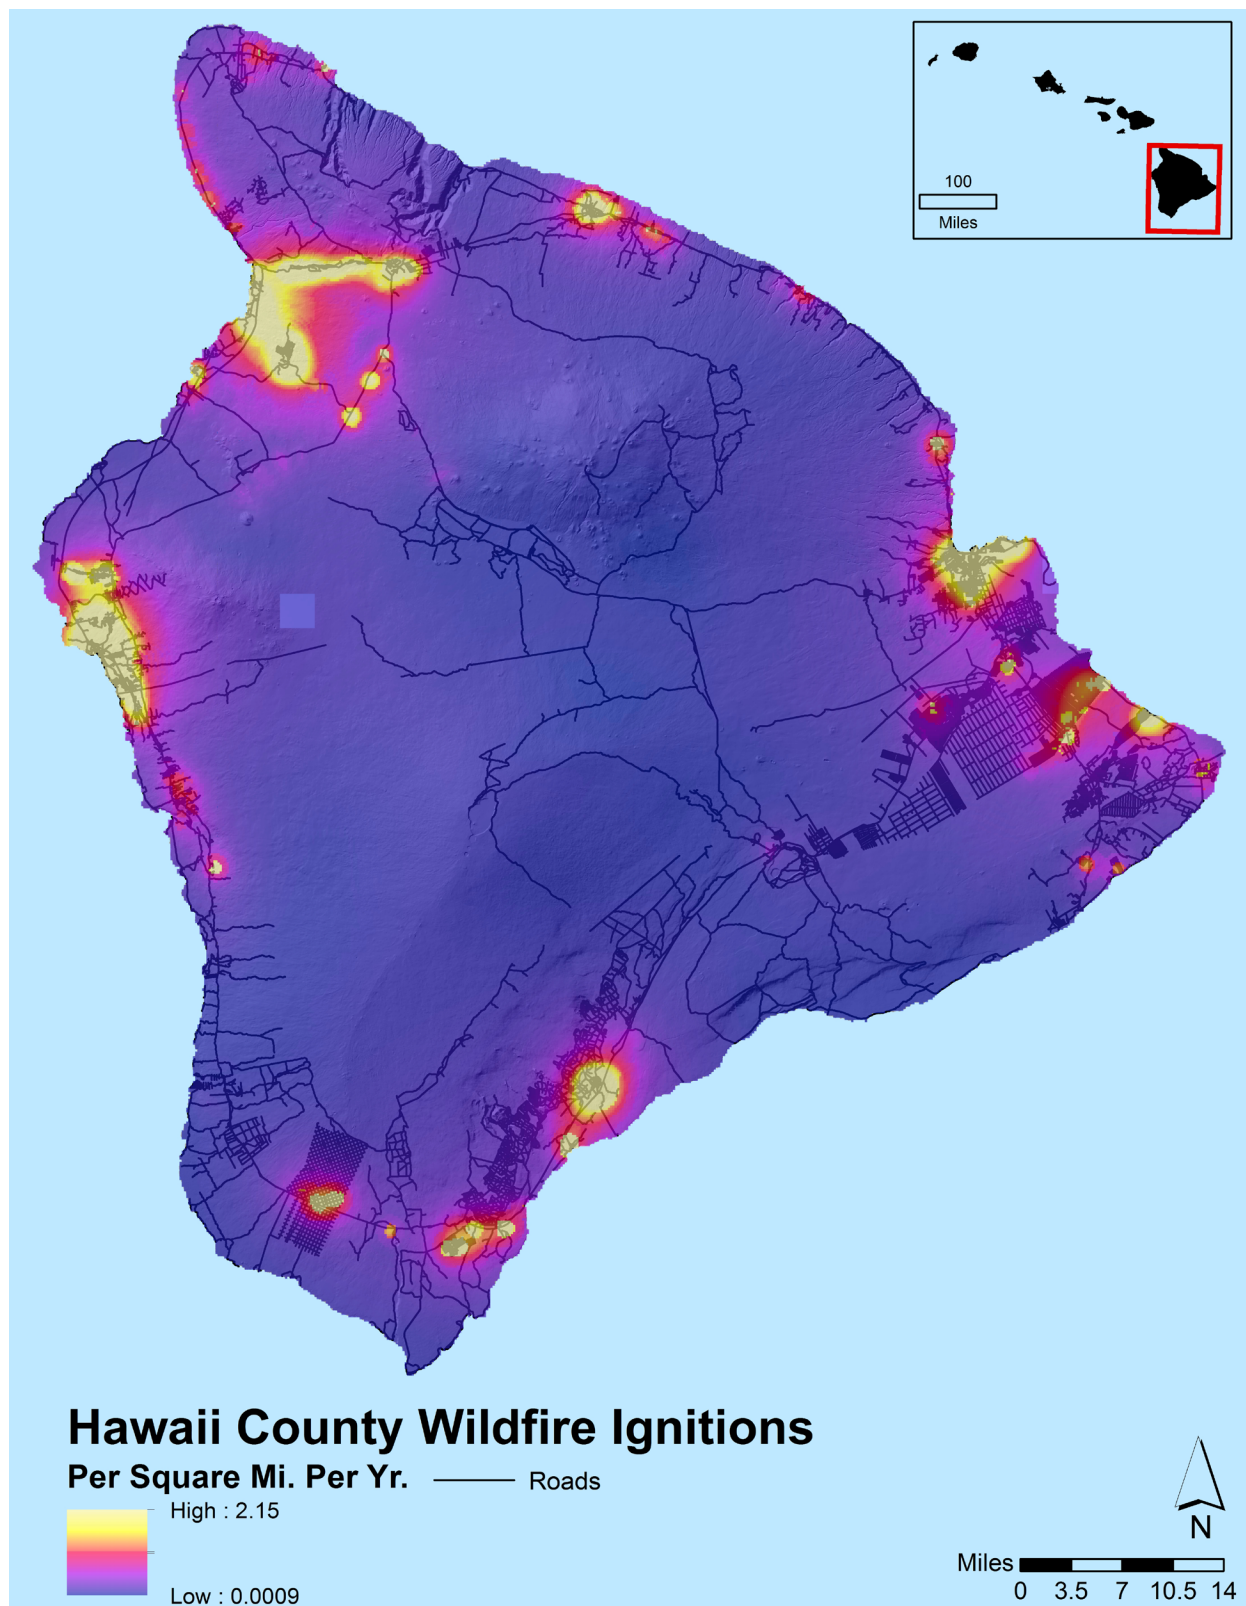 100
Miles
Hawaii County Wildfire Ignitions
Per Square Mi. Per Yr. Roads
High : 2.15
Low : 0.0009
N
Miles
0 3.5 7 10.5 14